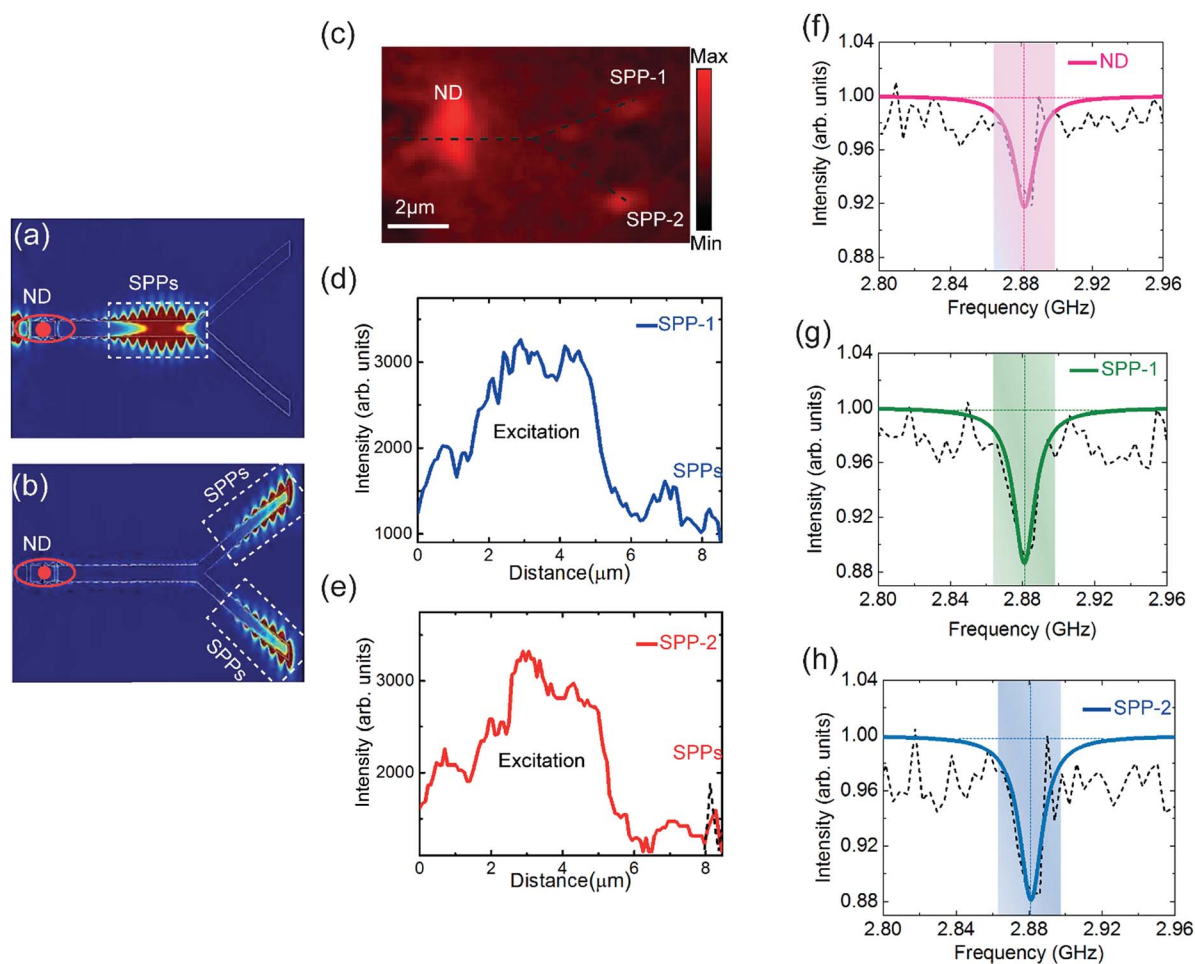 (a)
ND
SPPs
(b)
ND
SPPs
SPPs
(c)
ND
SPP-1
SPP-2
2μm
Max
Min
(d)
SPP-1
Excitation
SPPs
Intensity (arb. units)
3000
2000
1000
0 2 4 6 8
Distance(μm)
(e)
SPP-2
Excitation
SPPs
Intensity (arb. units)
3000
2000
0 2 4 6 8
Distance(μm)
(f)
ND
Intensity (arb. units)
1.04
1.00
0.96
0.92
0.88
2.80 2.84 2.88 2.92 2.96
Frequency (GHz)
(g)
SPP-1
Intensity (arb. units)
1.04
1.00
0.96
0.92
0.88
2.80 2.84 2.88 2.92 2.96
Frequency (GHz)
(h)
SPP-2
Intensity (arb. units)
1.04
1.00
0.96
0.92
0.88
2.80 2.84 2.88 2.92 2.96
Frequency (GHz)